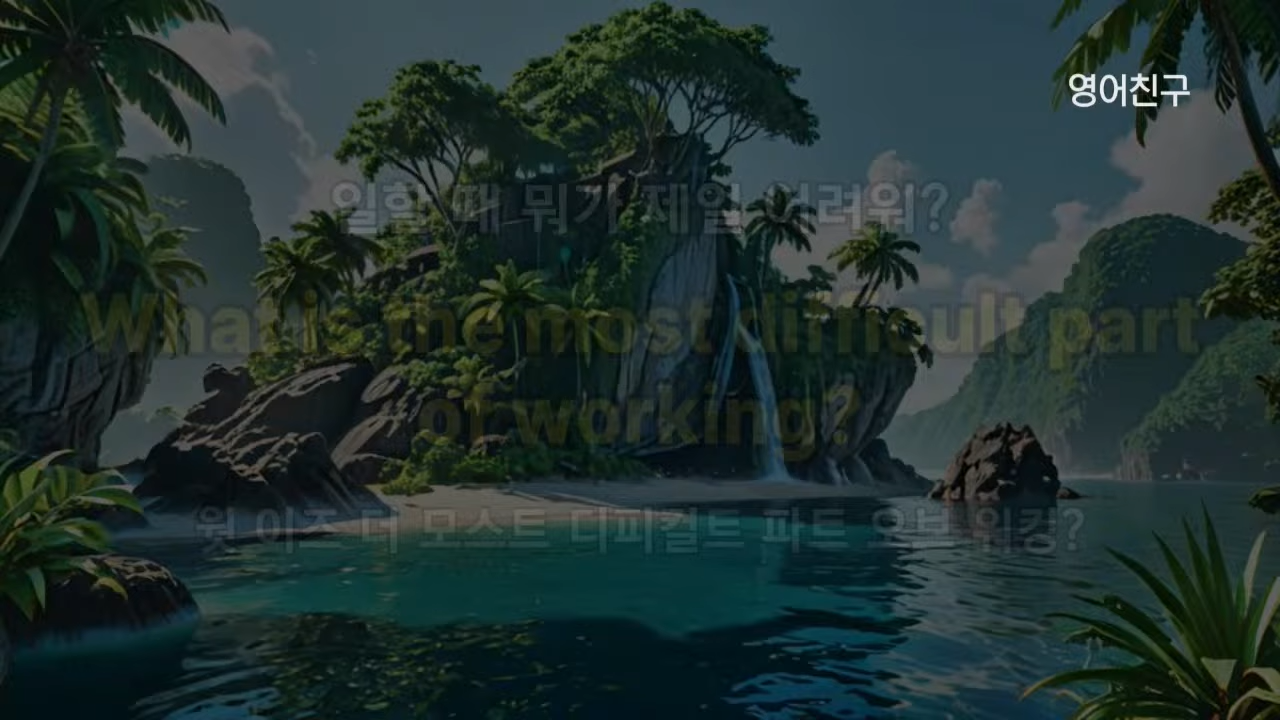 영어친구
일할 때 뭐가 제일 어려워?
What is the most difficult part
of working?
왓 이즈 더 모스트 디피컬트 파트 오브 워킹?